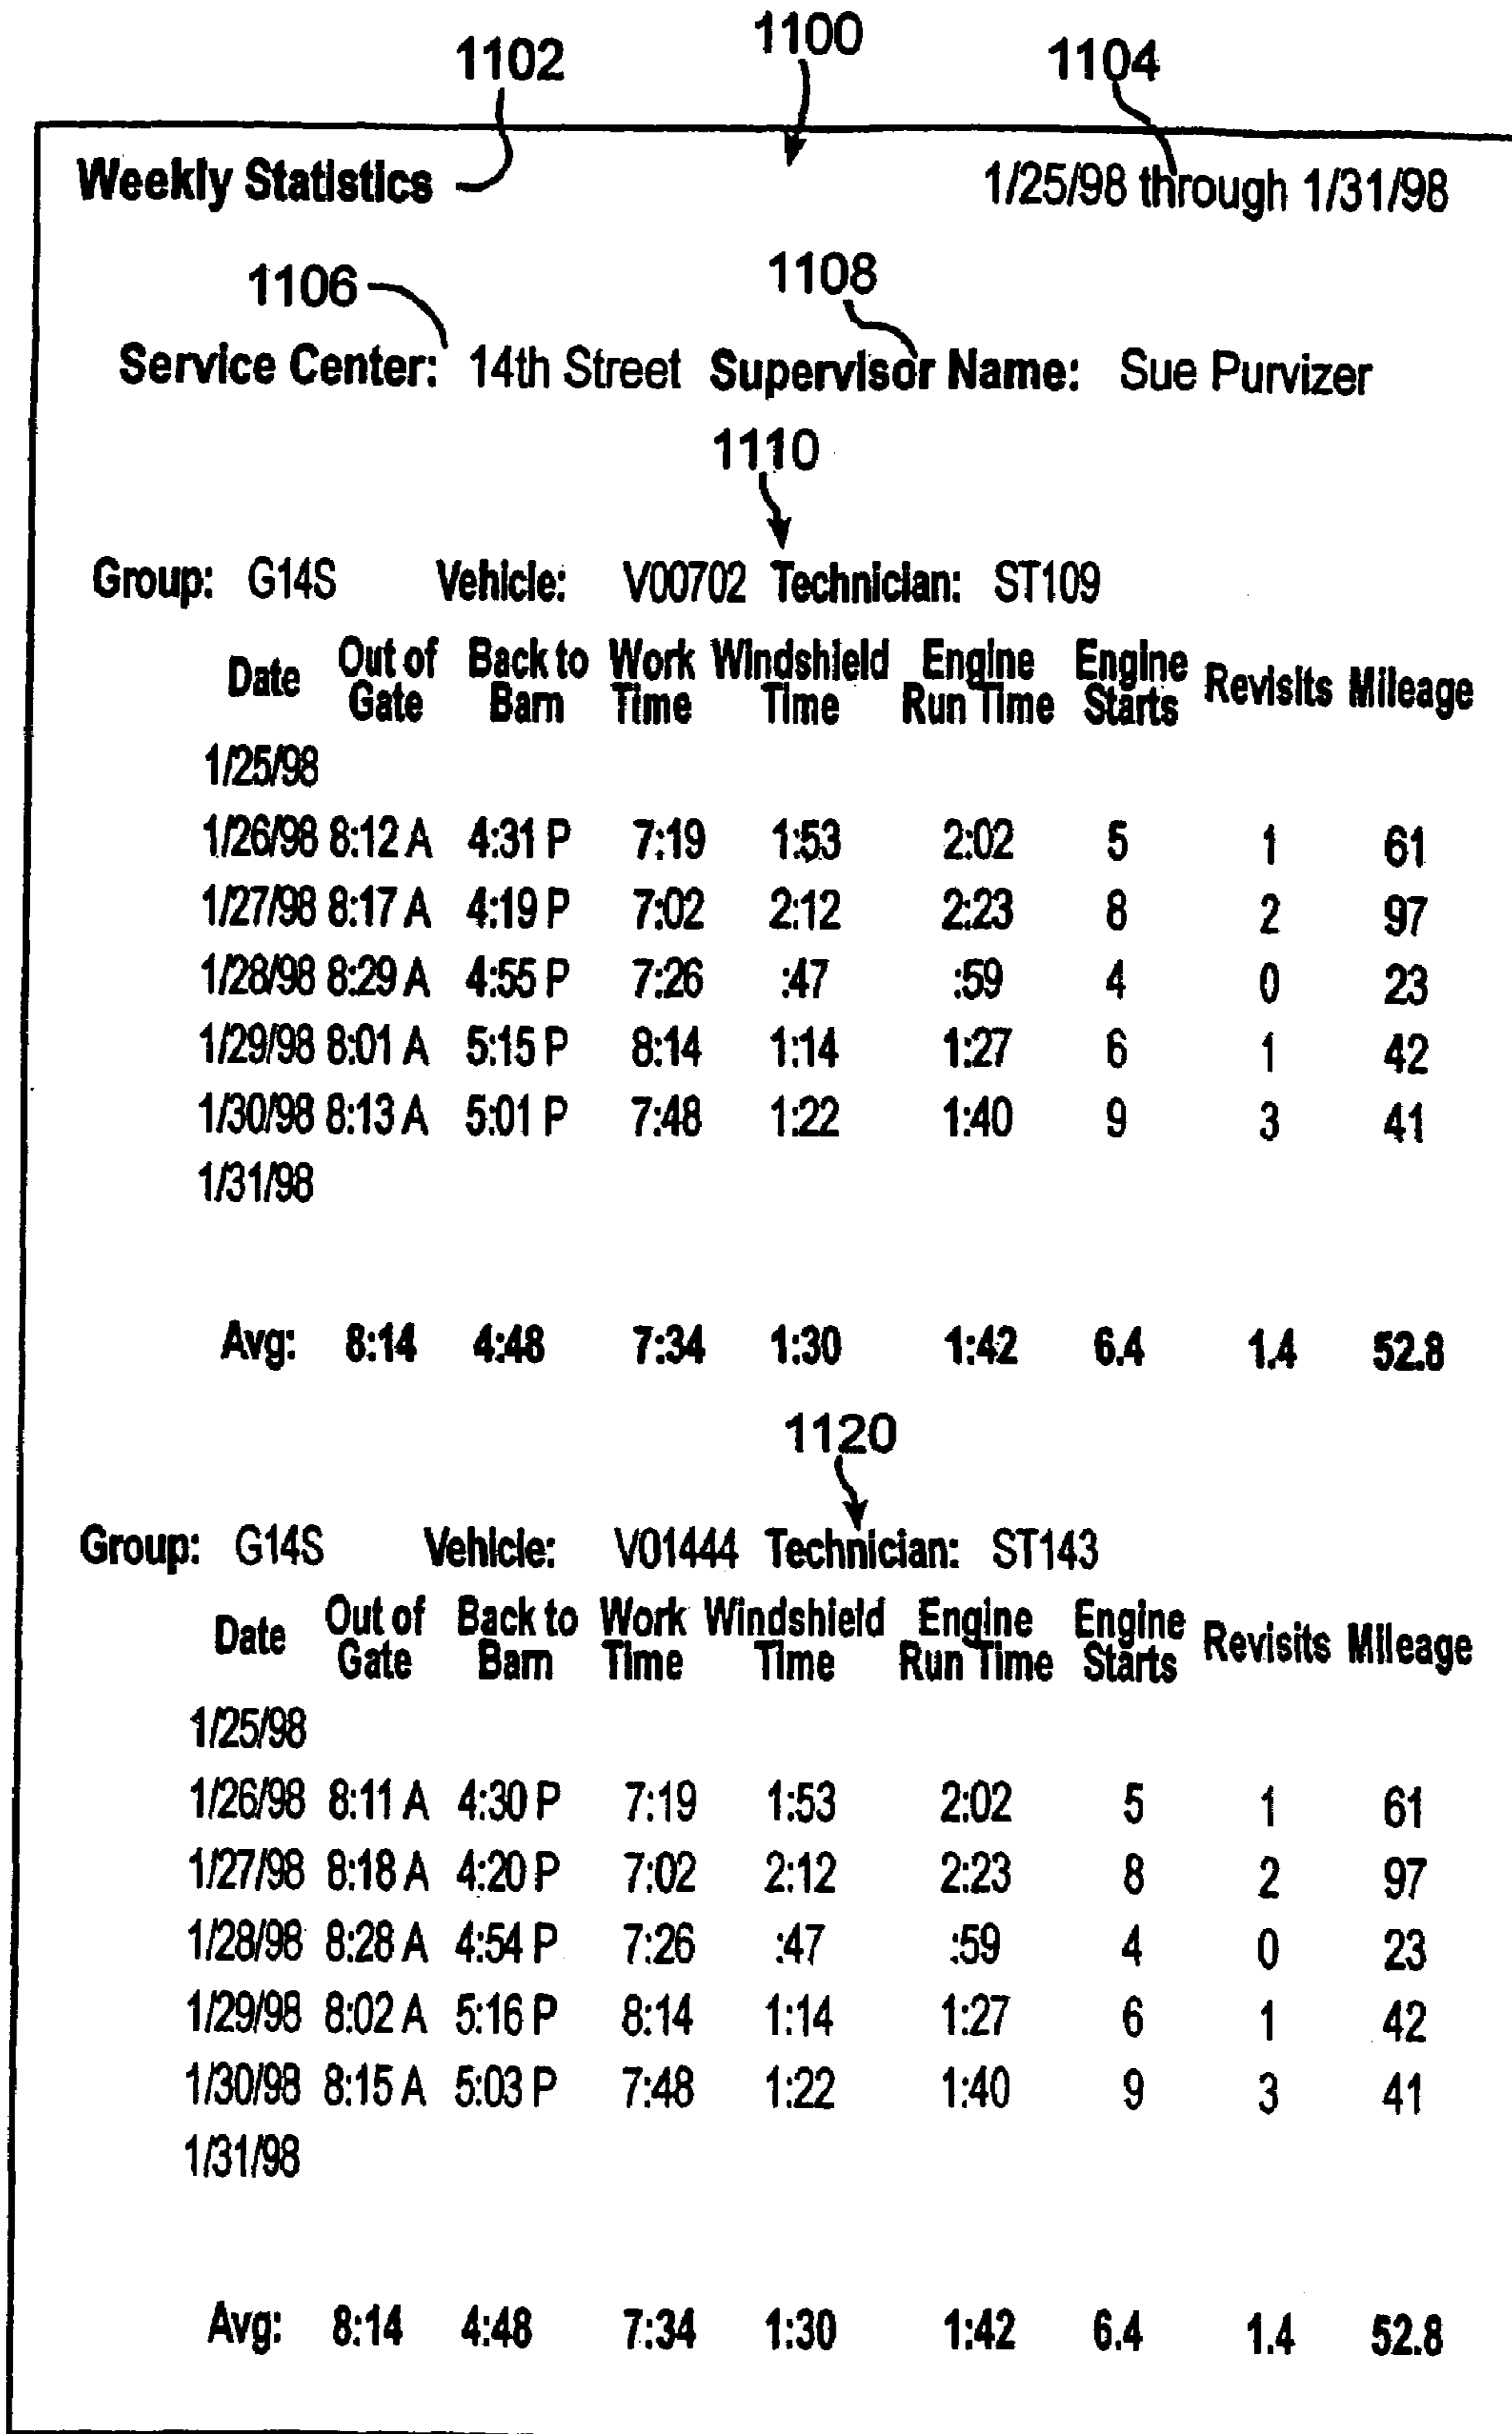 1102 1100 1104
Weekly Statistics 1/25/98 through 1/31/98
1106 1108
Service Center: 14th Street Supervisor Name: Sue Purvizer
1110
Group: G14S Vehicle: V00702 Technician: ST109
Date Out of Gate Back to Barn Work Time Windshield Time Engine Run Time Engine Starts Revisits Mileage
1/25/98
1/26/98 8:12 A 4:31 P 7:19 1:53 2:02 5 1 61
1/27/98 8:17 A 4:19 P 7:02 2:12 2:23 8 2 97
1/28/98 8:29 A 4:55 P 7:26 :47 :59 4 0 23
1/29/98 8:01 A 5:15 P 8:14 1:14 1:27 6 1 42
1/30/98 8:13 A 5:01 P 7:48 1:22 1:40 9 3 41
1/31/98
Avg: 8:14 4:48 7:34 1:30 1:42 6.4 1.4 52.8
1120
Group: G14S Vehicle: V01444 Technician: ST143
Date Out of Gate Back to Barn Work Time Windshield Time Engine Run Time Engine Starts Revisits Mileage
1/25/98
1/26/98 8:11 A 4:30 P 7:19 1:53 2:02 5 1 61
1/27/98 8:18 A 4:20 P 7:02 2:12 2:23 8 2 97
1/28/98 8:28 A 4:54 P 7:26 :47 :59 4 0 23
1/29/98 8:02 A 5:16 P 8:14 1:14 1:27 6 1 42
1/30/98 8:15 A 5:03 P 7:48 1:22 1:40 9 3 41
1/31/98
Avg: 8:14 4:48 7:34 1:30 1:42 6.4 1.4 52.8